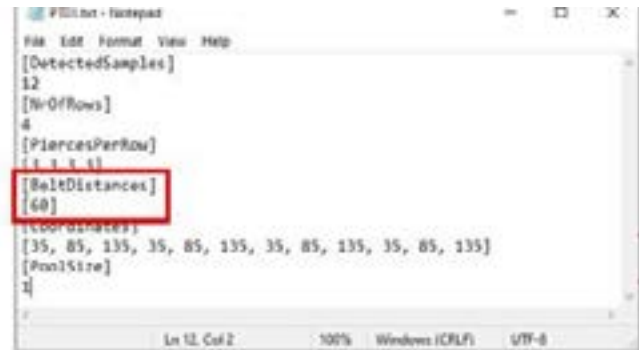 Notepad
File Edit Format View Help
[DetectedSamples]
12
[NrOfRows]
4
[PiercesPerRow]
[BeltDistances]
[60]
[Coordinates]
[35, 85, 135, 35, 85, 135, 35, 85, 135, 35, 85, 135]
[PoolSize]
1
Ln 12, Col 2 100% Windows (CRLF) UTF-8